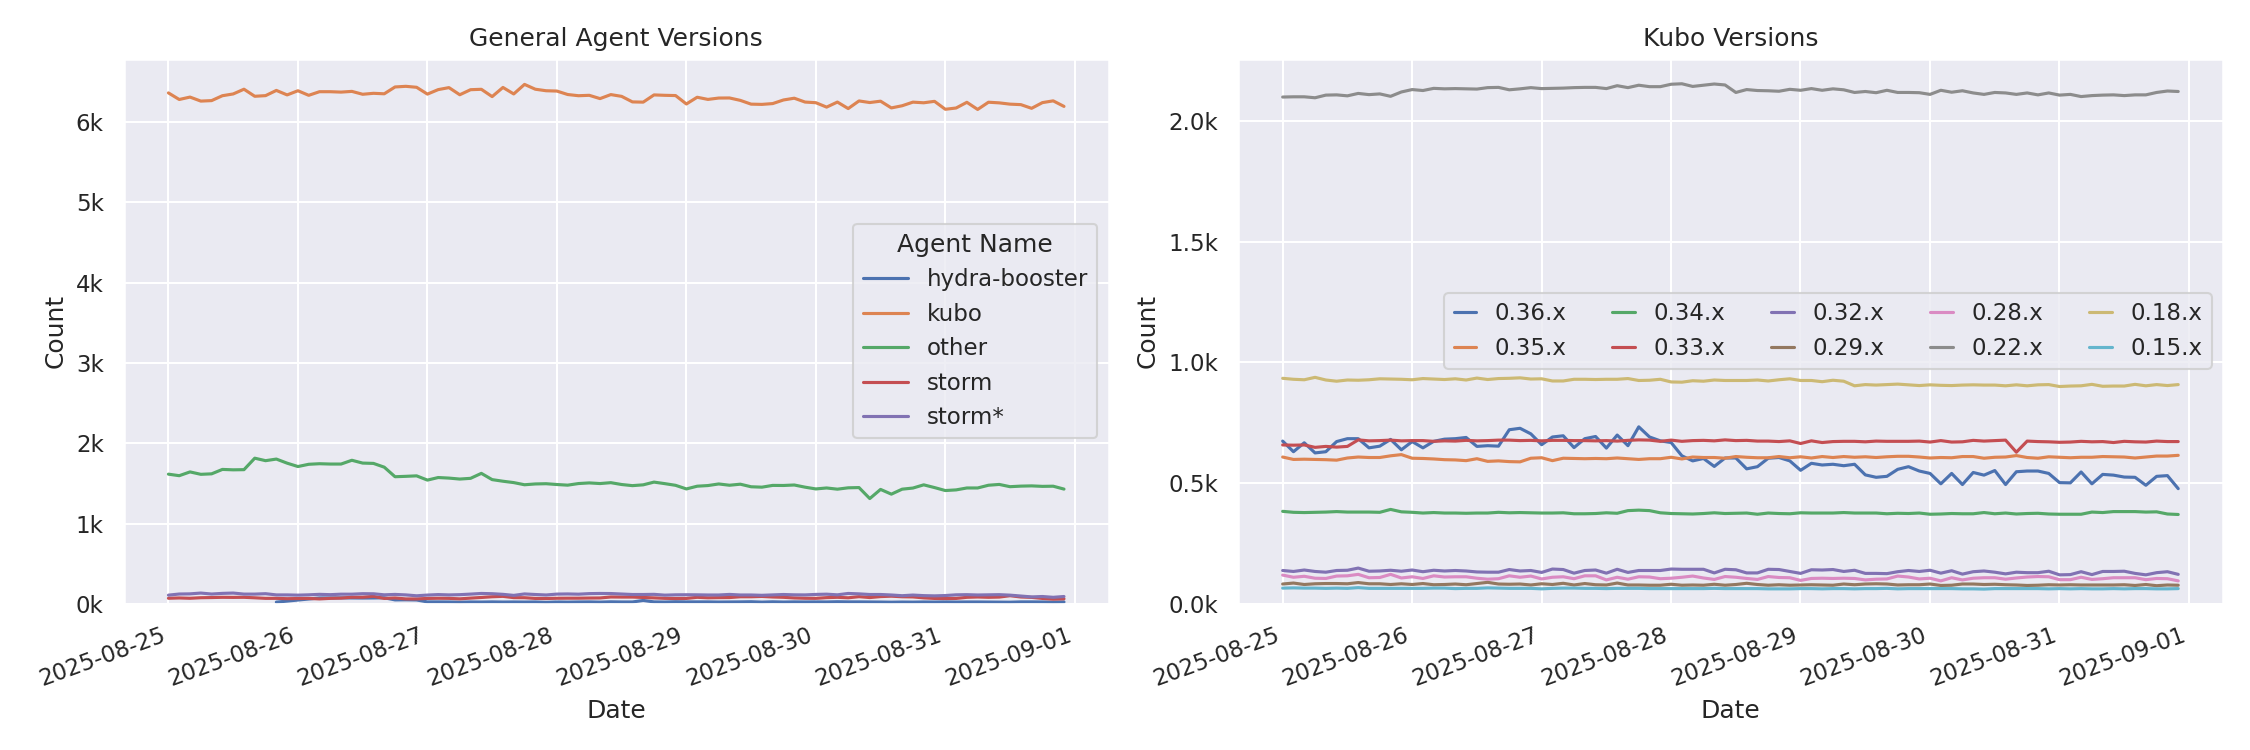 General Agent Versions
6k
5k
4k
3k
2k
1k
0k
Count
Agent Name
hydra-booster
kubo
other
storm
storm*
2025-08-25
2025-08-26
2025-08-27
2025-08-28
2025-08-29
2025-08-30
2025-08-31
2025-09-01
Date
Kubo Versions
2.0k
1.5k
1.0k
0.5k
0.0k
Count
0.36.x 0.34.x 0.32.x 0.28.x 0.18.x
0.35.x 0.33.x 0.29.x 0.22.x 0.15.x
2025-08-25
2025-08-26
2025-08-27
2025-08-28
2025-08-29
2025-08-30
2025-08-31
2025-09-01
Date